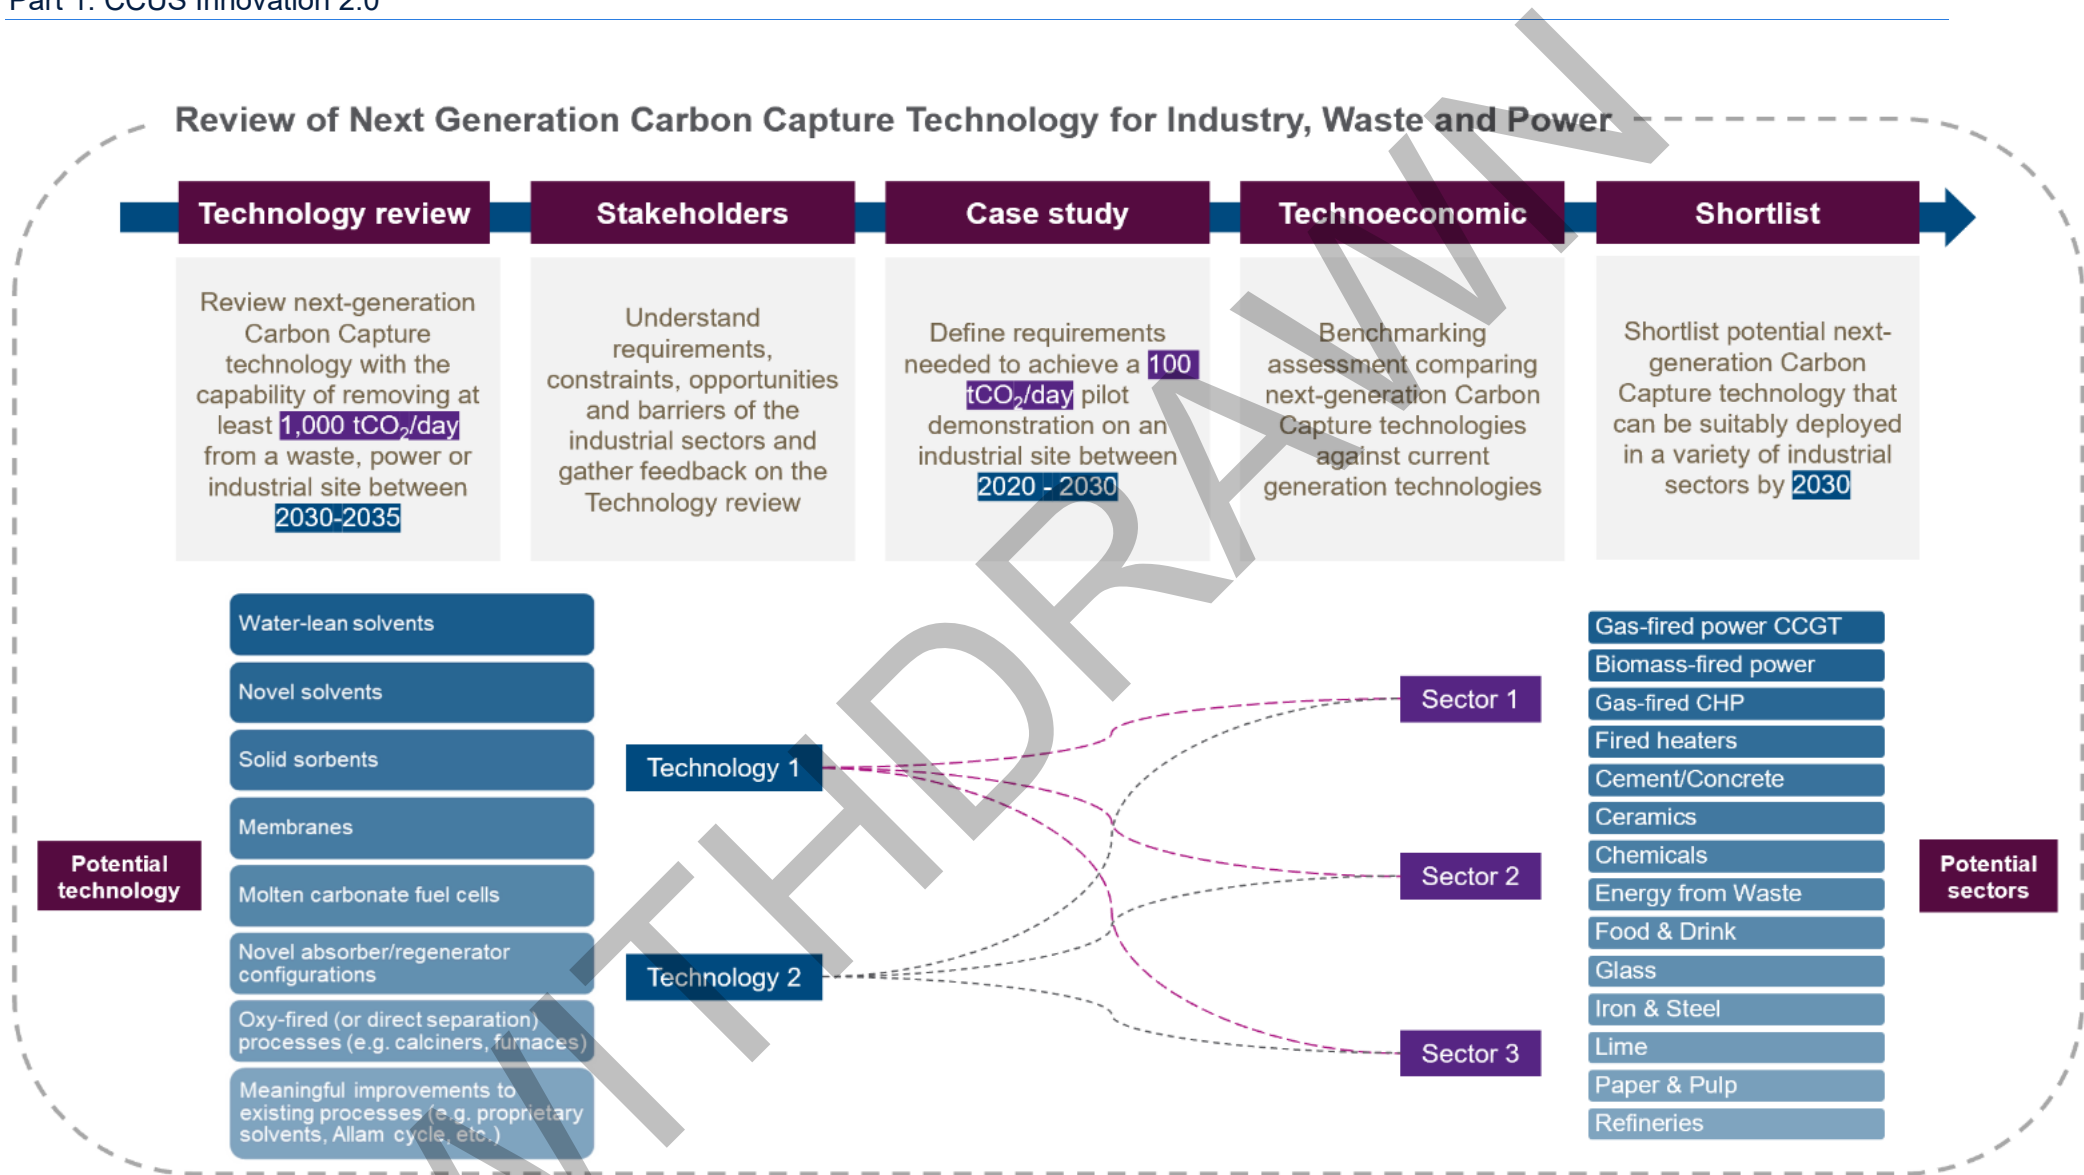 Part 1: CCUS Innovation 2.0
Review of Next Generation Carbon Capture Technology for Industry, Waste and Power
Technology review
Stakeholders
Case study
Technoeconomic
Shortlist
Review next-generation
Carbon Capture
technology with the
capability of removing at
least 1,000 tCO₂/day
from a waste, power or
industrial site between
2030-2035
Understand
requirements,
constraints, opportunities
and barriers of the
industrial sectors and
gather feedback on the
Technology review
Define requirements
needed to achieve a 100
tCO₂/day pilot
demonstration on an
industrial site between
2020 - 2030
Benchmarking
assessment comparing
next-generation Carbon
Capture technologies
against current
generation technologies
Shortlist potential next-
generation Carbon
Capture technology that
can be suitably deployed
in a variety of industrial
sectors by 2030
Potential
technology
Water-lean solvents
Novel solvents
Solid sorbents
Membranes
Molten carbonate fuel cells
Novel absorber/regenerator
configurations
Oxy-fired (or direct separation)
processes (e.g. calciners, furnaces)
Meaningful improvements to
existing processes (e.g. proprietary
solvents, Allam cycle, etc.)
Technology 1
Technology 2
Sector 1
Sector 2
Sector 3
Gas-fired power CCGT
Biomass-fired power
Gas-fired CHP
Fired heaters
Cement/Concrete
Ceramics
Chemicals
Energy from Waste
Food & Drink
Glass
Iron & Steel
Lime
Paper & Pulp
Refineries
Potential
sectors
WITHDRAWN